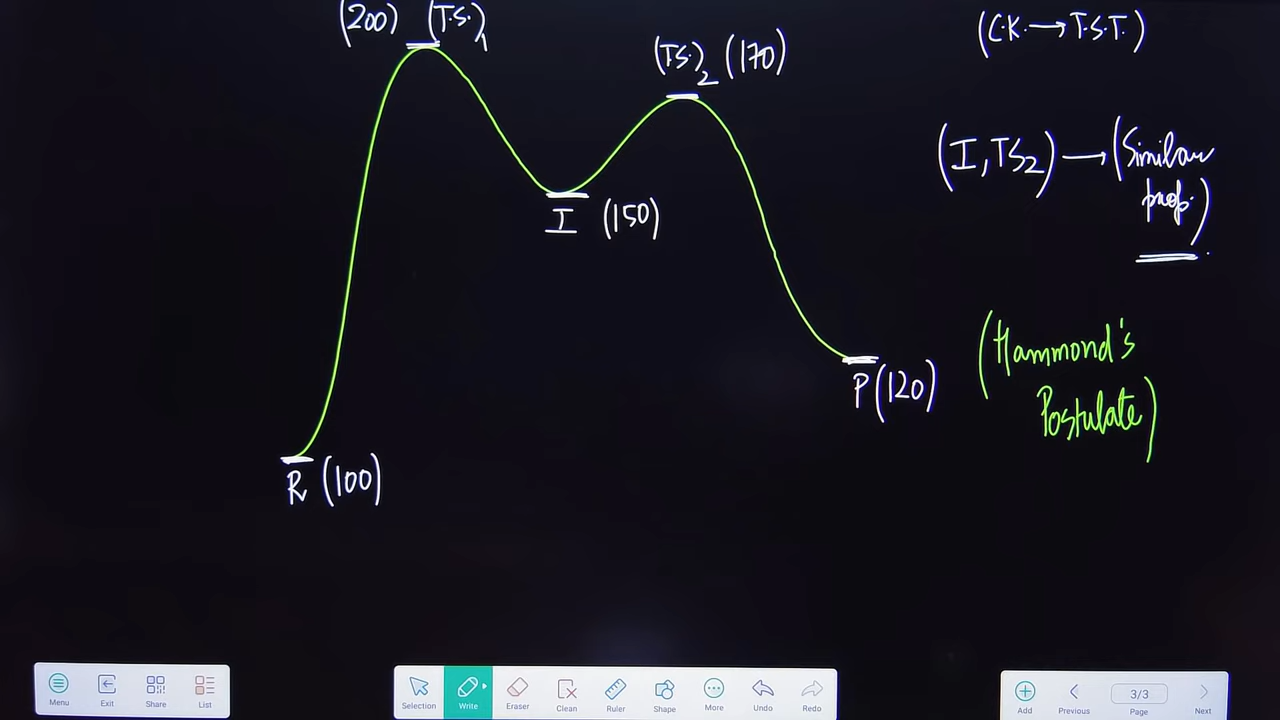 (200) (T.S.)1
(TS.)2 (170)
(C.K. → T.S.T.)
(I, TS2) → (Similar
prop.)
I (150)
(Hammond's
Postulate)
P (120)
R (100)
Menu
Exit
Share
List
Selection
Write
Eraser
Clean
Ruler
Shape
More
Undo
Redo
Add
Previous
3/3
Page
Next